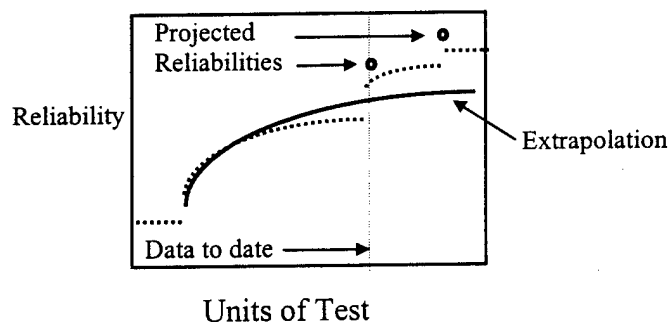 Projected
Reliabilities
Reliability
Extrapolation
Data to date
Units of Test